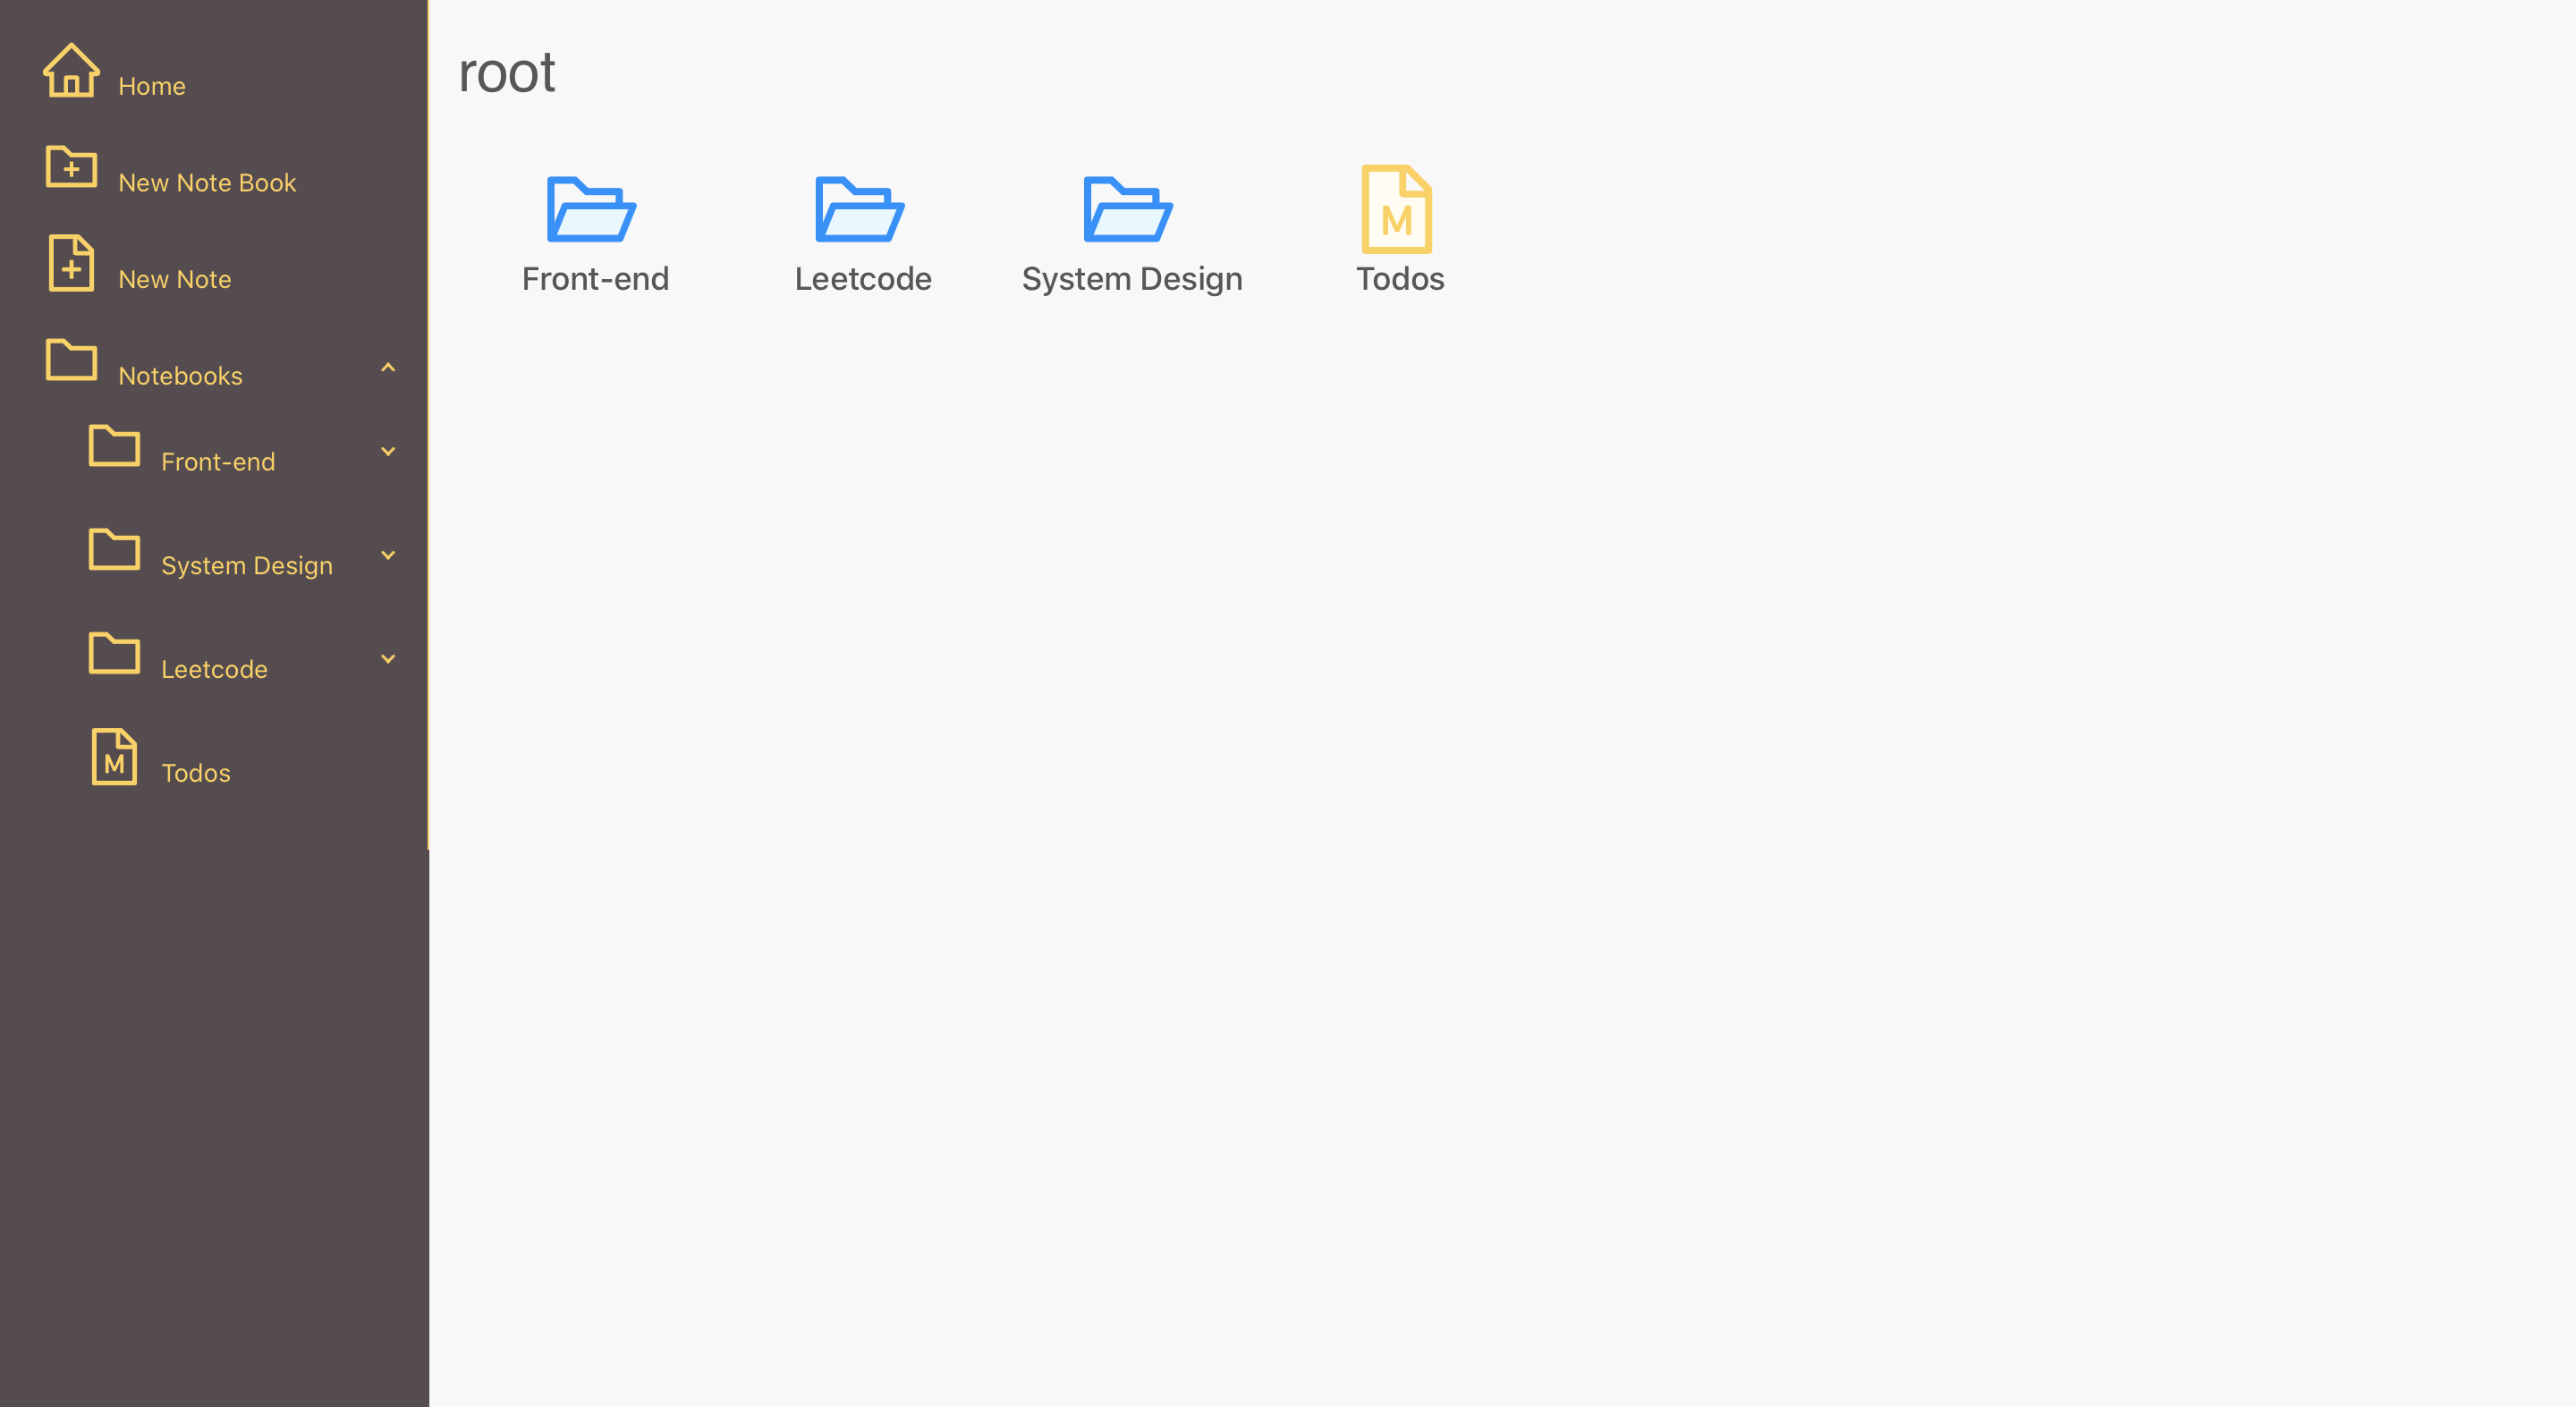 Home
New Note Book
New Note
Notebooks
Front-end
System Design
Leetcode
M
Todos
root
Front-end
Leetcode
System Design
M
Todos